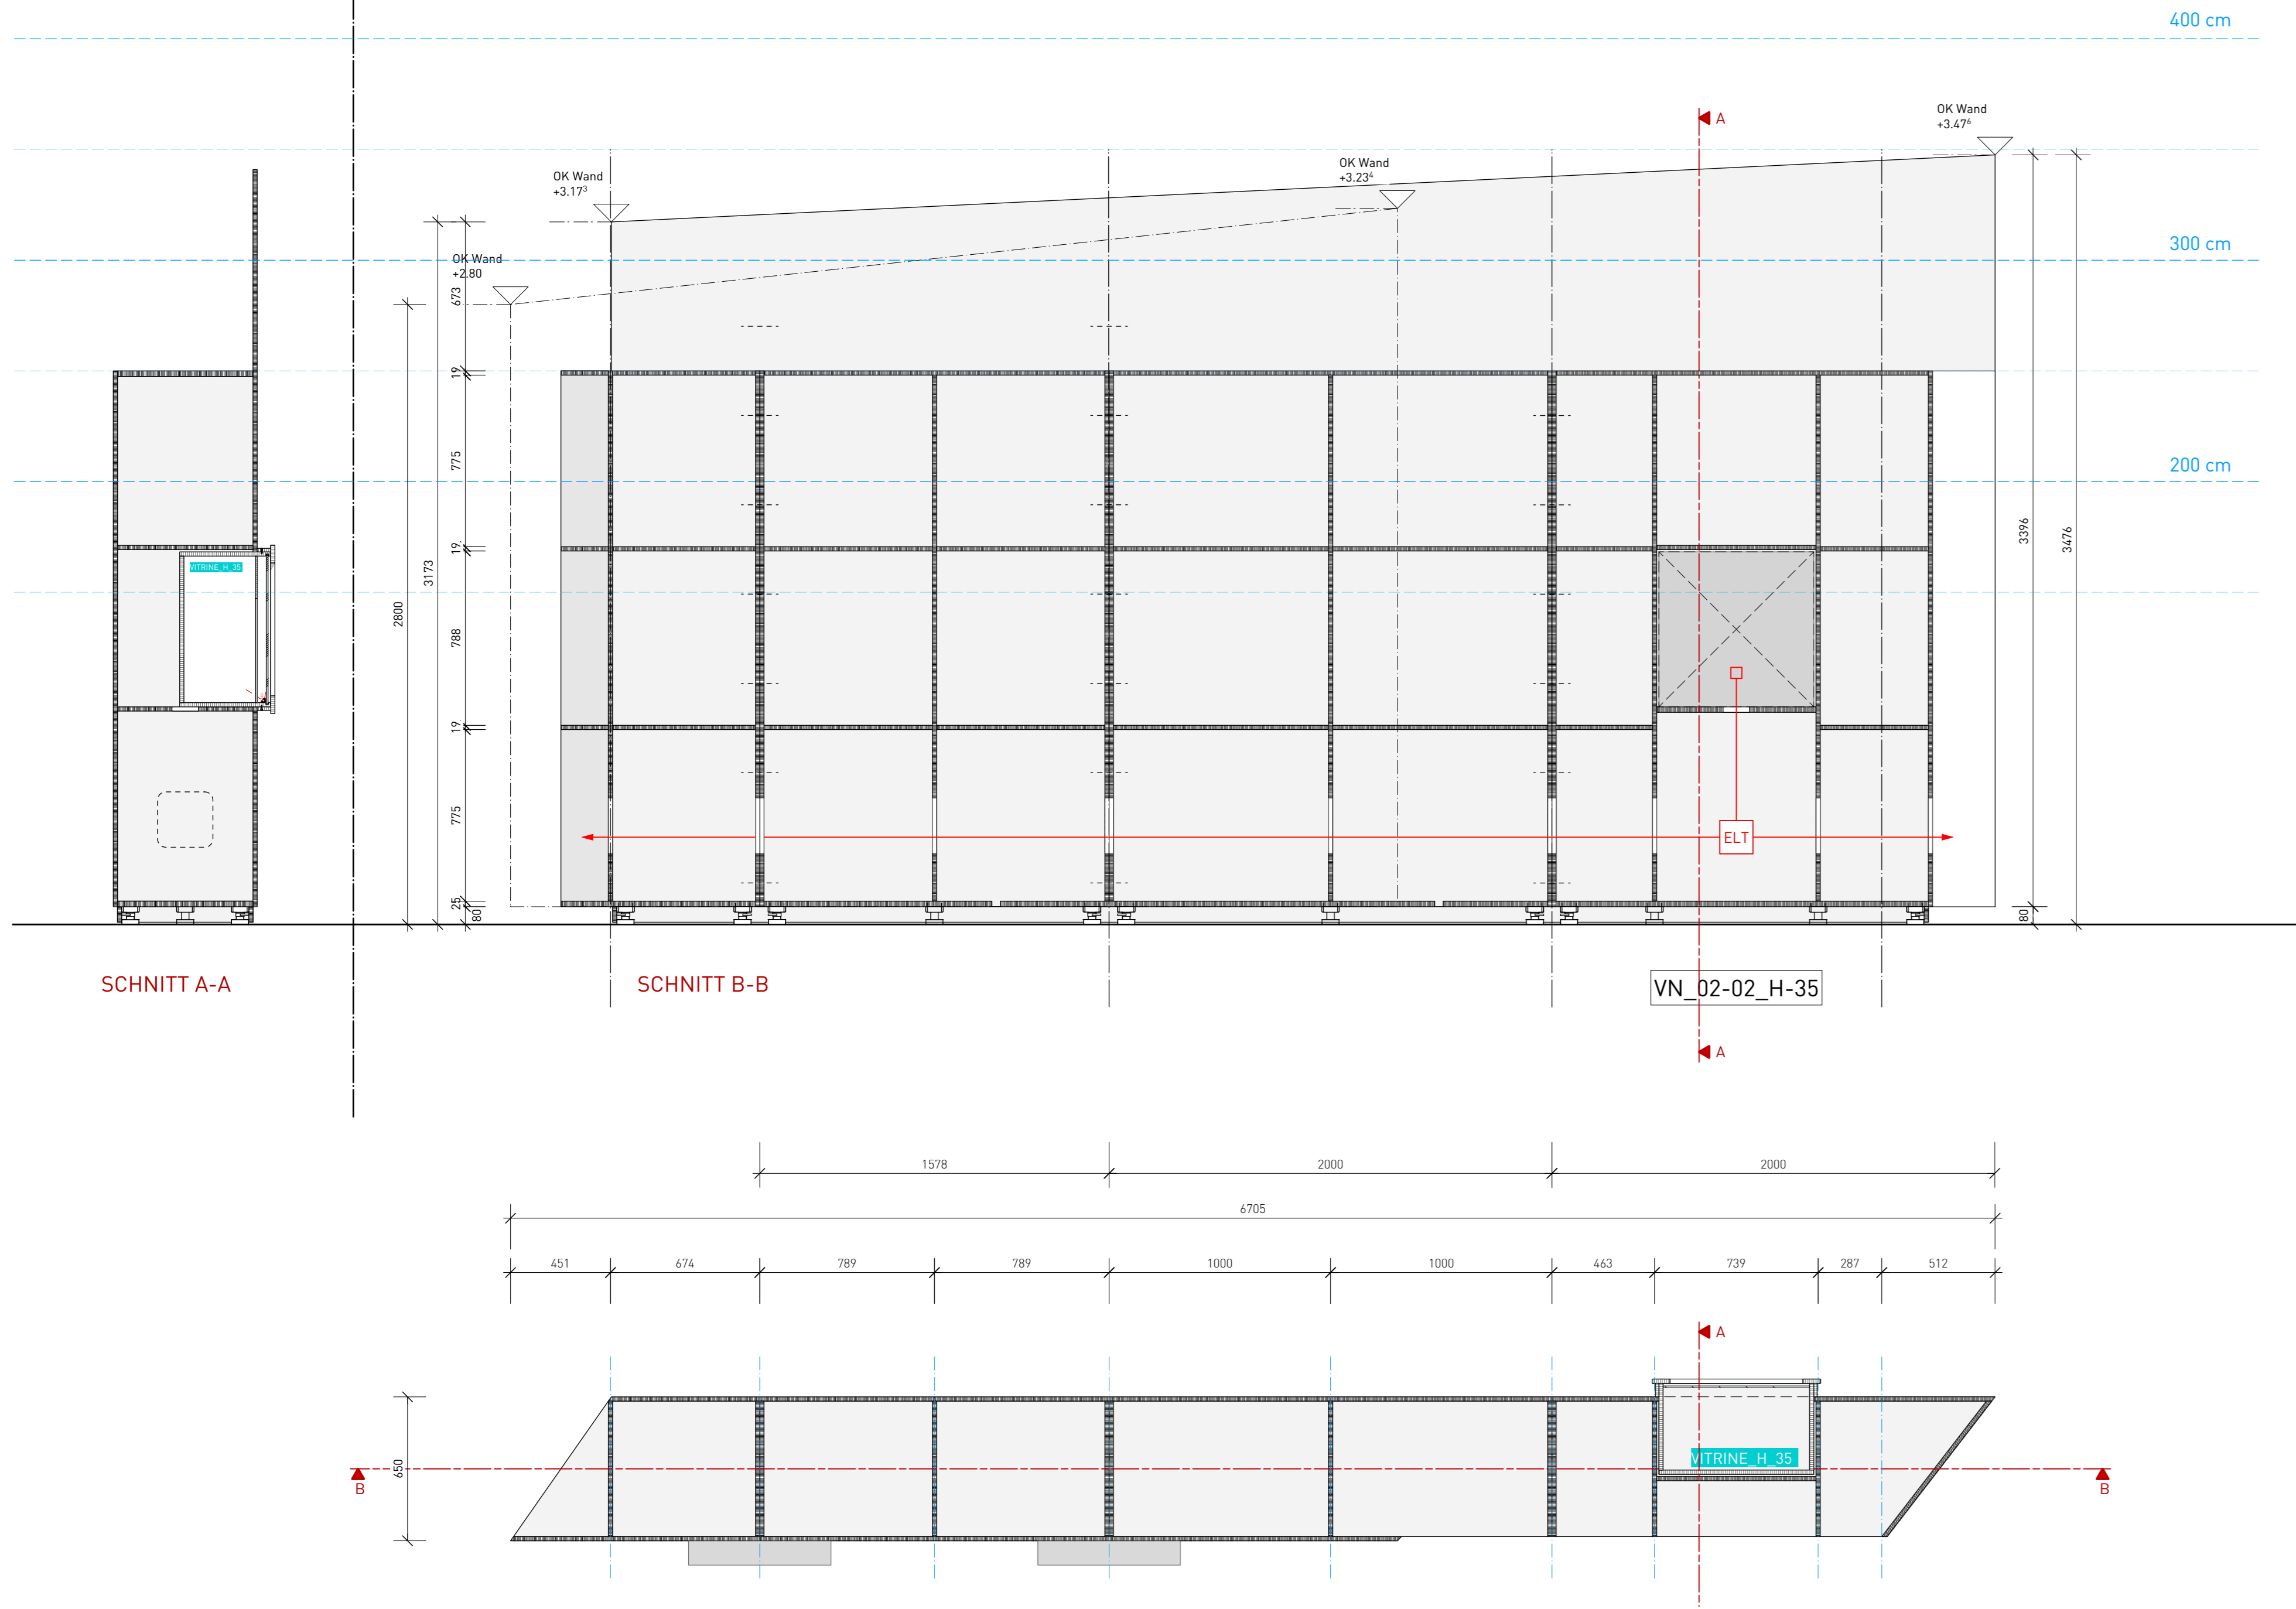 400 cm
OK Wand
+3.47⁶
A
OK Wand
+3.23⁴
OK Wand
+3.17³
300 cm
OK Wand
+2.80
673
19
200 cm
775
3396
3476
19
3173
VITRINE_H_35
2800
788
19
775
ELT
25
80
80
SCHNITT A-A
SCHNITT B-B
VN_02-02_H-35
A
1578
2000
2000
6705
451
674
789
789
1000
1000
463
739
287
512
A
650
VITRINE_H_35
B
B